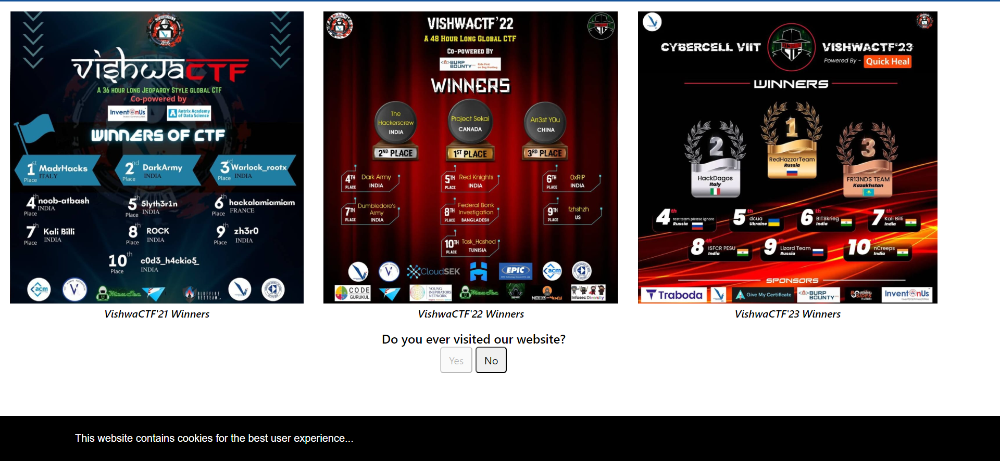 vishwaCTF
A 36 HOUR LONG JEOPARDY STYLE GLOBAL CTF
Co-powered by
Invent@nUs
Antrix Academy
of Data Science
WINNERS OF CTF
1st Place MadrHacks ITALY
2nd Place DarkArmy INDIA
3rd Place Warlock_rootx INDIA
4th Place noob-atbash INDIA
5th Place 5lyth3r1n INDIA
6th Place hackalamiamiam FRANCE
7th Place Kali Billi INDIA
8th Place ROCK INDIA
9th Place zh3r0 INDIA
10th Place c0d3_h4ckio5_ INDIA
acm
VishwaCTF'21 Winners
VISHWACTF'22
A 48 HOUR LONG GLOBAL CTF
CO-POWERED BY
BURP
BOUNTY
WINNERS
The
Hackerscrew
INDIA
2ND PLACE
Project Sekai
CANADA
1ST PLACE
Arr3st Y0u
CHINA
3RD PLACE
4TH PLACE Dark Army INDIA
5TH PLACE Red Knights INDIA
6TH PLACE 0xRIP INDIA
7TH PLACE Dumbledore's Army INDIA
8TH PLACE Federal Bonk Investigation BANGLADESH
9TH PLACE fzhshzh US
10TH PLACE Task_Hashed TUNISIA
CloudSEK
EPIC
acm
CODE
GURUKUL
YOUNG
INSPIRATORS
NETWORK
Infosec Diversity
VishwaCTF'22 Winners
CYBERCELL VIIT
VISHWACTF'23
Powered By - Quick Heal
WINNERS
2
HackDagos
Italy
1
RedHazzarTeam
Russia
3
FR13NDS TEAM
Kazakhstan
4th test team please ignore Russia
5th dcua Ukraine
6th BITSkrieg India
7th Kali Billi India
8th ISFCR PESU India
9th Lizard Team Russia
10th nCreeps India
SPONSORS
Traboda
Give My Certificate
BURP
BOUNTY
Invent@nUs
VishwaCTF'23 Winners
Do you ever visited our website?
Yes
No
This website contains cookies for the best user experience...